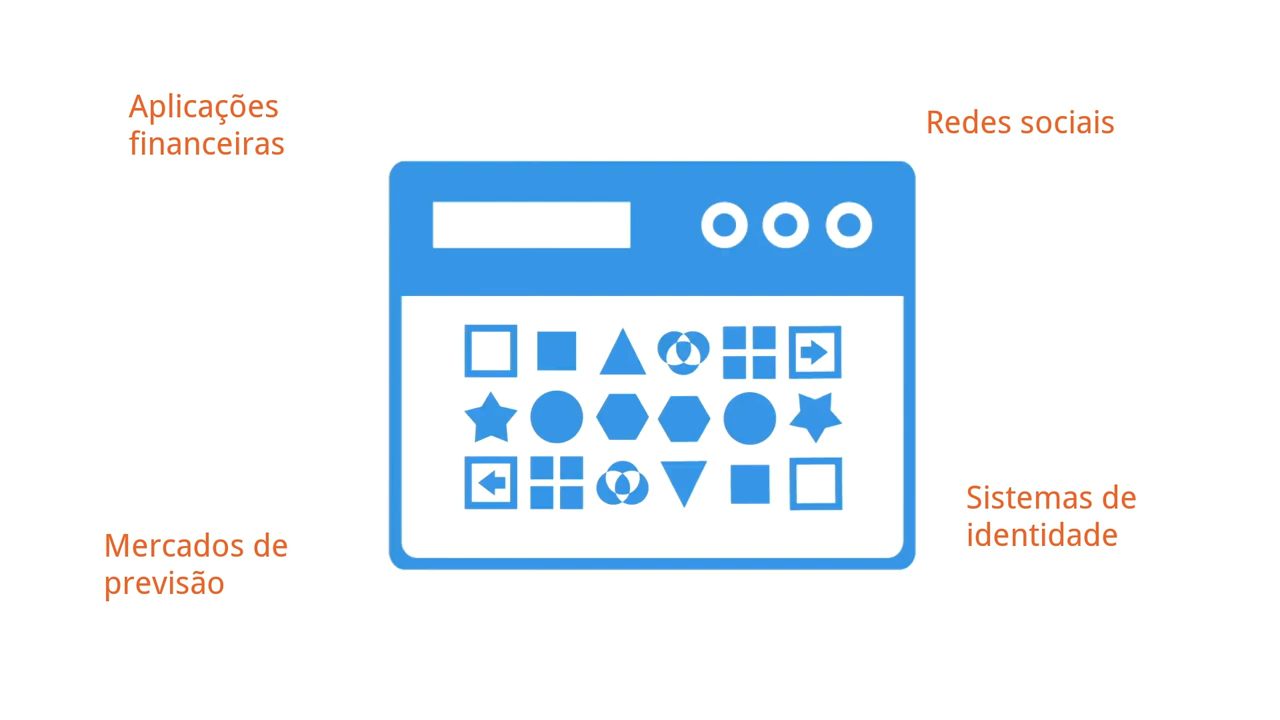 Aplicações
financeiras
Redes sociais
Sistemas de
identidade
Mercados de
previsão